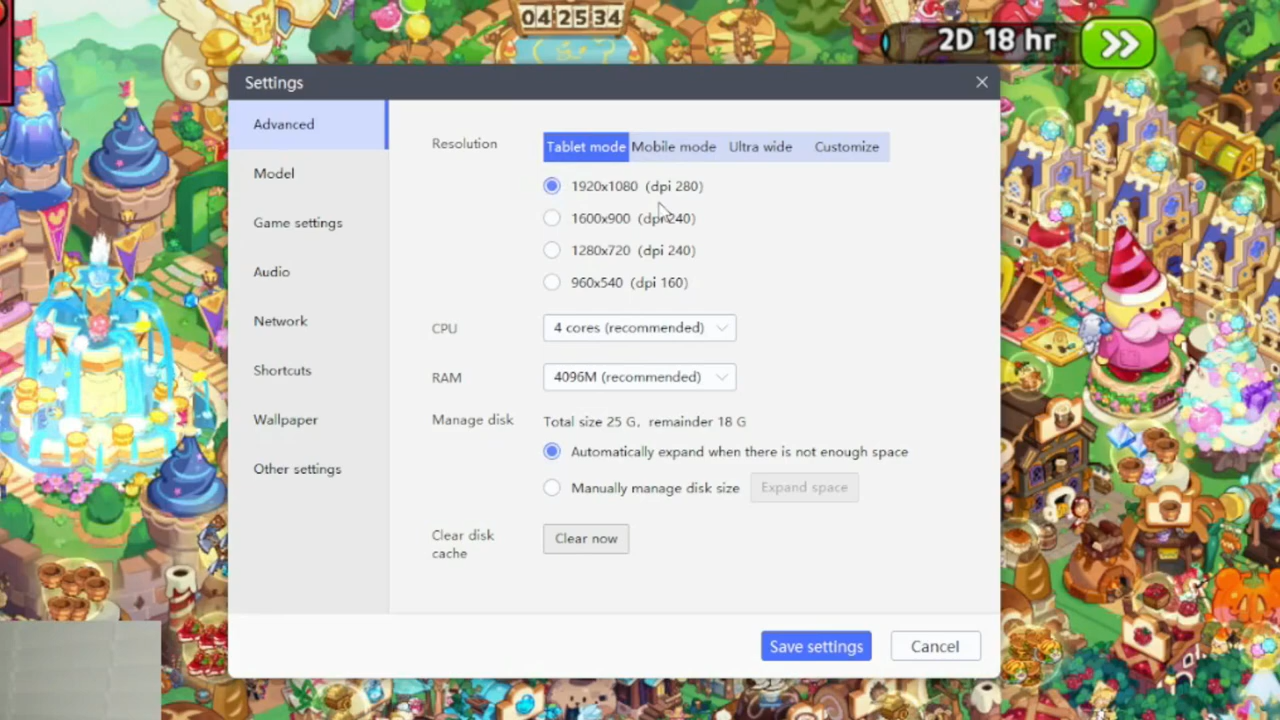 04:25:34
2D 18 hr
Settings
Advanced
Model
Game settings
Audio
Network
Shortcuts
Wallpaper
Other settings
Resolution
Tablet mode Mobile mode Ultra wide Customize
1920x1080 (dpi 280)
1600x900 (dpi 240)
1280x720 (dpi 240)
960x540 (dpi 160)
CPU
4 cores (recommended)
RAM
4096M (recommended)
Manage disk
Total size 25 G, remainder 18 G
Automatically expand when there is not enough space
Manually manage disk size Expand space
Clear disk
cache
Clear now
Save settings Cancel